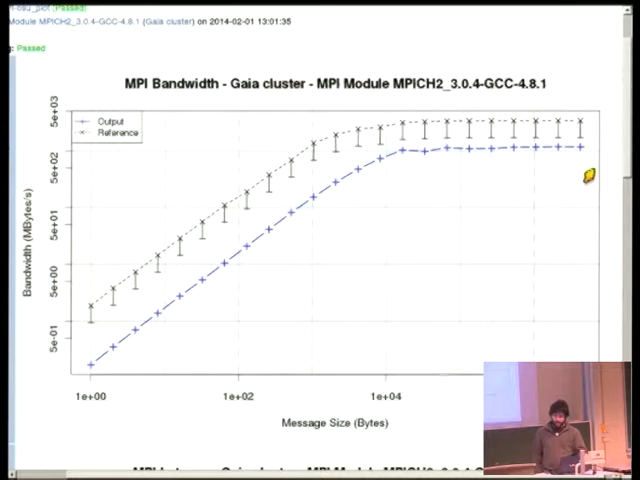 Module MPICH2_3.0.4-GCC-4.8.1 (Gaia cluster) on 2014-02-01 13:01:35
: Passed
MPI Bandwidth - Gaia cluster - MPI Module MPICH2_3.0.4-GCC-4.8.1
Output
Reference
5e+03
5e+02
5e+01
5e+00
5e-01
Bandwidth (MBytes/s)
1e+00 1e+02 1e+04
Message Size (Bytes)